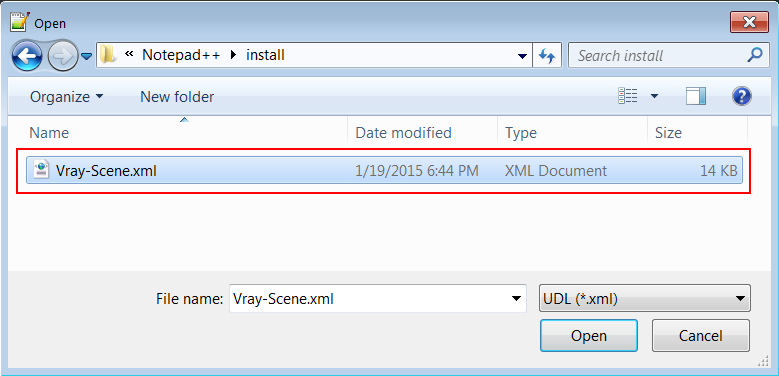 Open
« Notepad++ install
Search install
Organize New folder
Name Date modified Type Size
Vray-Scene.xml 1/19/2015 6:44 PM XML Document 14 KB
File name: Vray-Scene.xml UDL (*.xml)
Open Cancel